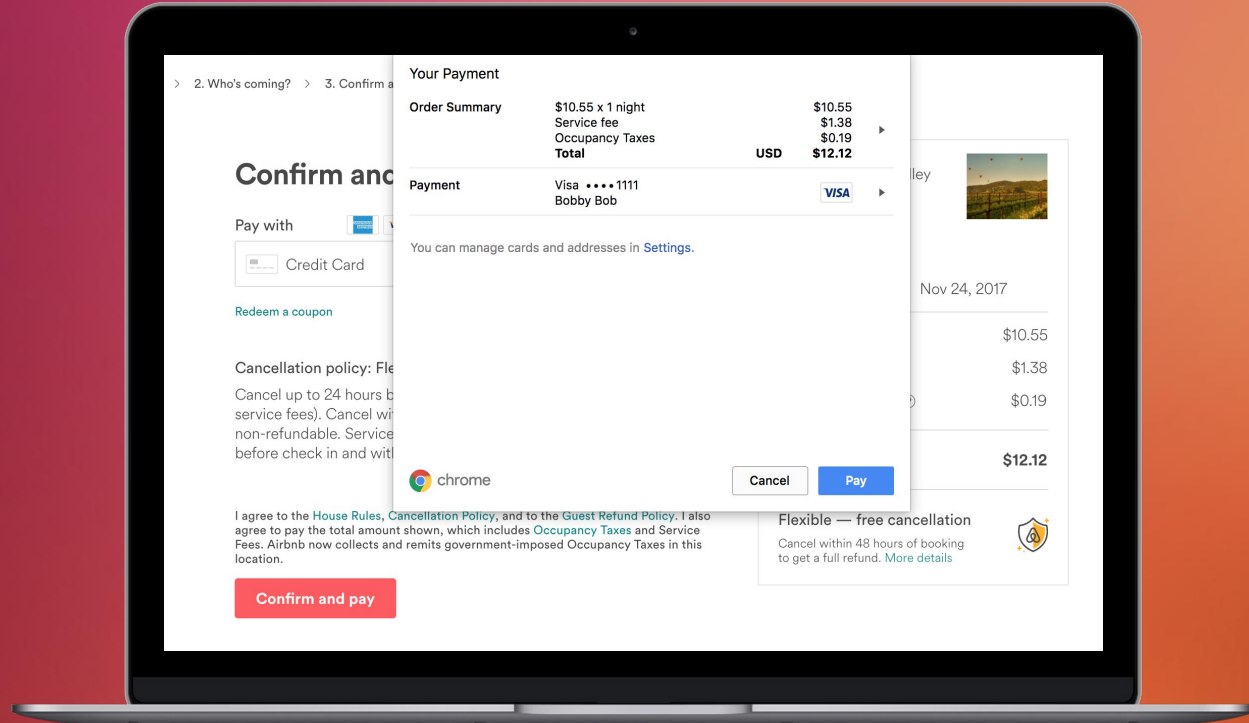 2. Who's coming? > 3. Confirm a
Confirm and
Pay with
Credit Card
Redeem a coupon
Cancellation policy: Fle
Cancel up to 24 hours b
service fees). Cancel wi
non-refundable. Service
before check in and wit
I agree to the House Rules, Cancellation Policy, and to the Guest Refund Policy. I also
agree to pay the total amount shown, which includes Occupancy Taxes and Service
Fees. Airbnb now collects and remits government-imposed Occupancy Taxes in this
location.
Confirm and pay
Your Payment
Order Summary $10.55 x 1 night $10.55
Service fee $1.38
Occupancy Taxes $0.19
Total USD $12.12
Payment Visa •••• 1111 VISA
Bobby Bob
You can manage cards and addresses in Settings.
chrome Cancel Pay
lley
Nov 24, 2017
$10.55
$1.38
$0.19
$12.12
Flexible — free cancellation
Cancel within 48 hours of booking
to get a full refund. More details